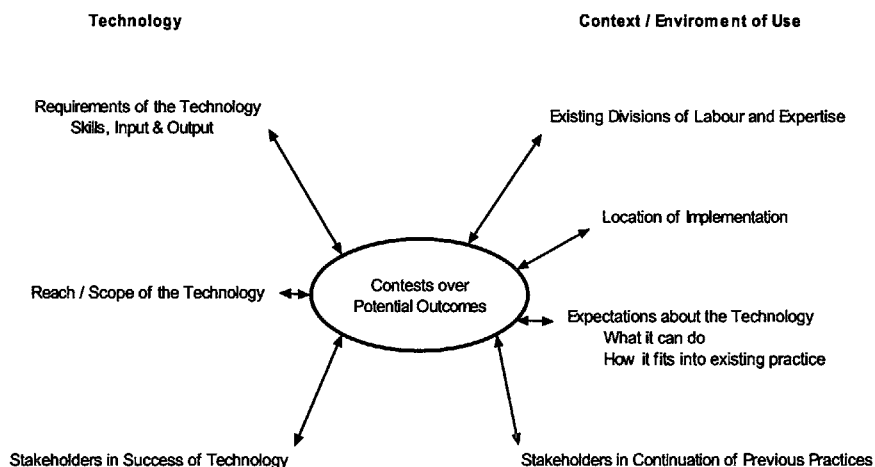 Technology
Context / Enviroment of Use
Requirements of the Technology
Skills, Input & Output
Existing Divisions of Labour and Expertise
Location of Implementation
Reach / Scope of the Technology
Contests over
Potential Outcomes
Expectations about the Technology
What it can do
How it fits into existing practice
Stakeholders in Success of Technology
Stakeholders in Continuation of Previous Practices